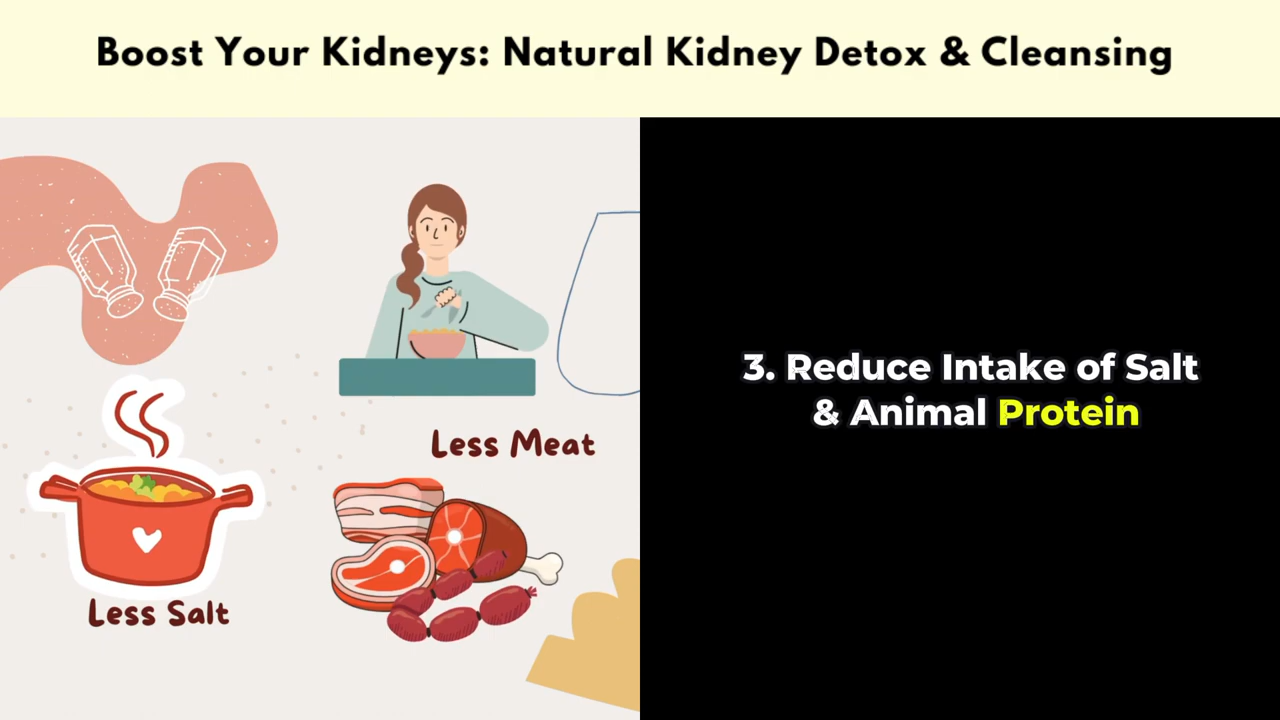 Boost Your Kidneys: Natural Kidney Detox & Cleansing
Less Meat
Less Salt
3. Reduce Intake of Salt
& Animal Protein